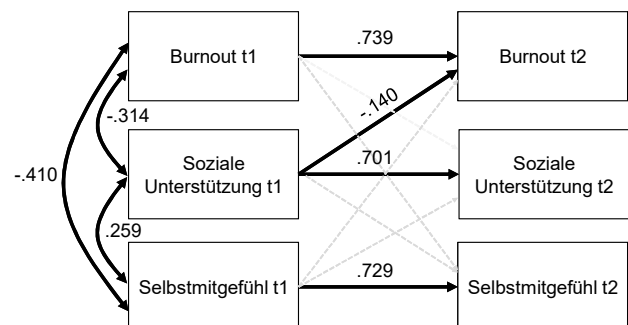 Burnout t1
.739
Burnout t2
-.140
-.314
-.410
Soziale
Unterstützung t1
.701
Soziale
Unterstützung t2
.259
Selbstmitgefühl t1
.729
Selbstmitgefühl t2